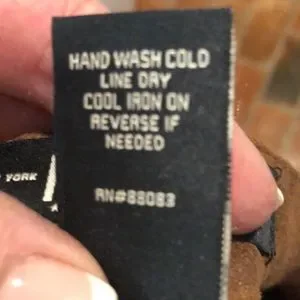 HAND WASH COLD
LINE DRY
COOL IRON ON
REVERSE IF
NEEDED
RN#88083
YORK